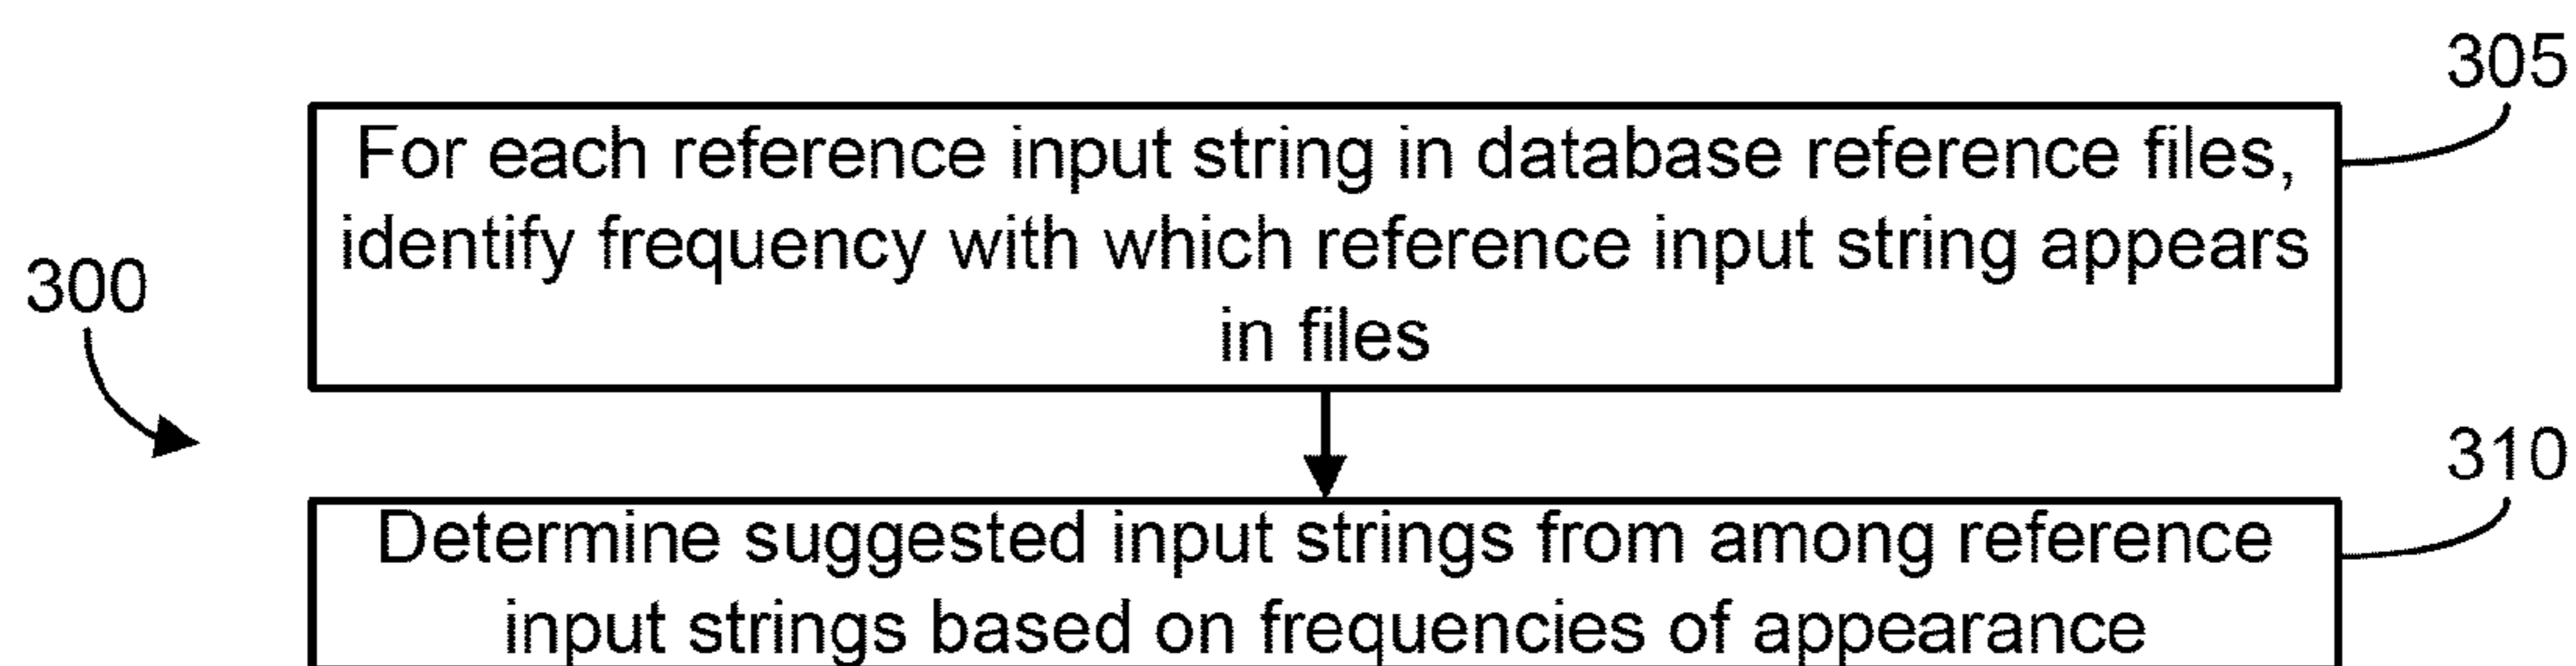 305
For each reference input string in database reference files,
identify frequency with which reference input string appears
in files
300
310
Determine suggested input strings from among reference
input strings based on frequencies of appearance